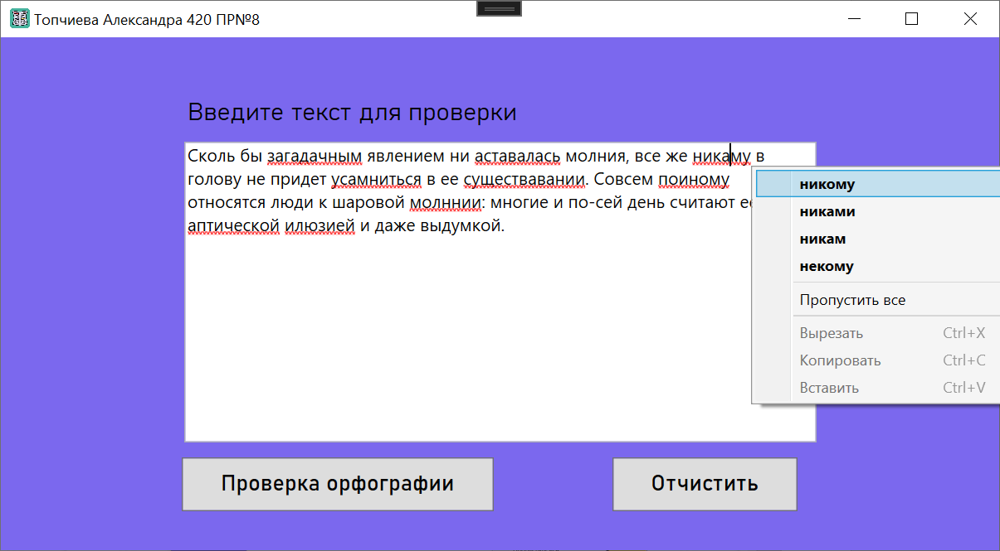 Топчиева Александра 420 ПР№8
Введите текст для проверки
Сколь бы загадачным явлением ни аставалась молния, все же никаму в
голову не придет усамниться в ее существавании. Совсем поиному
относятся люди к шаровой молннии: многие и по-сей день считают
аптической илюзией и даже выдумкой.
никому
никами
никам
некому
Пропустить все
Вырезать Ctrl+X
Копировать Ctrl+C
Вставить Ctrl+V
Проверка орфографии
Отчистить